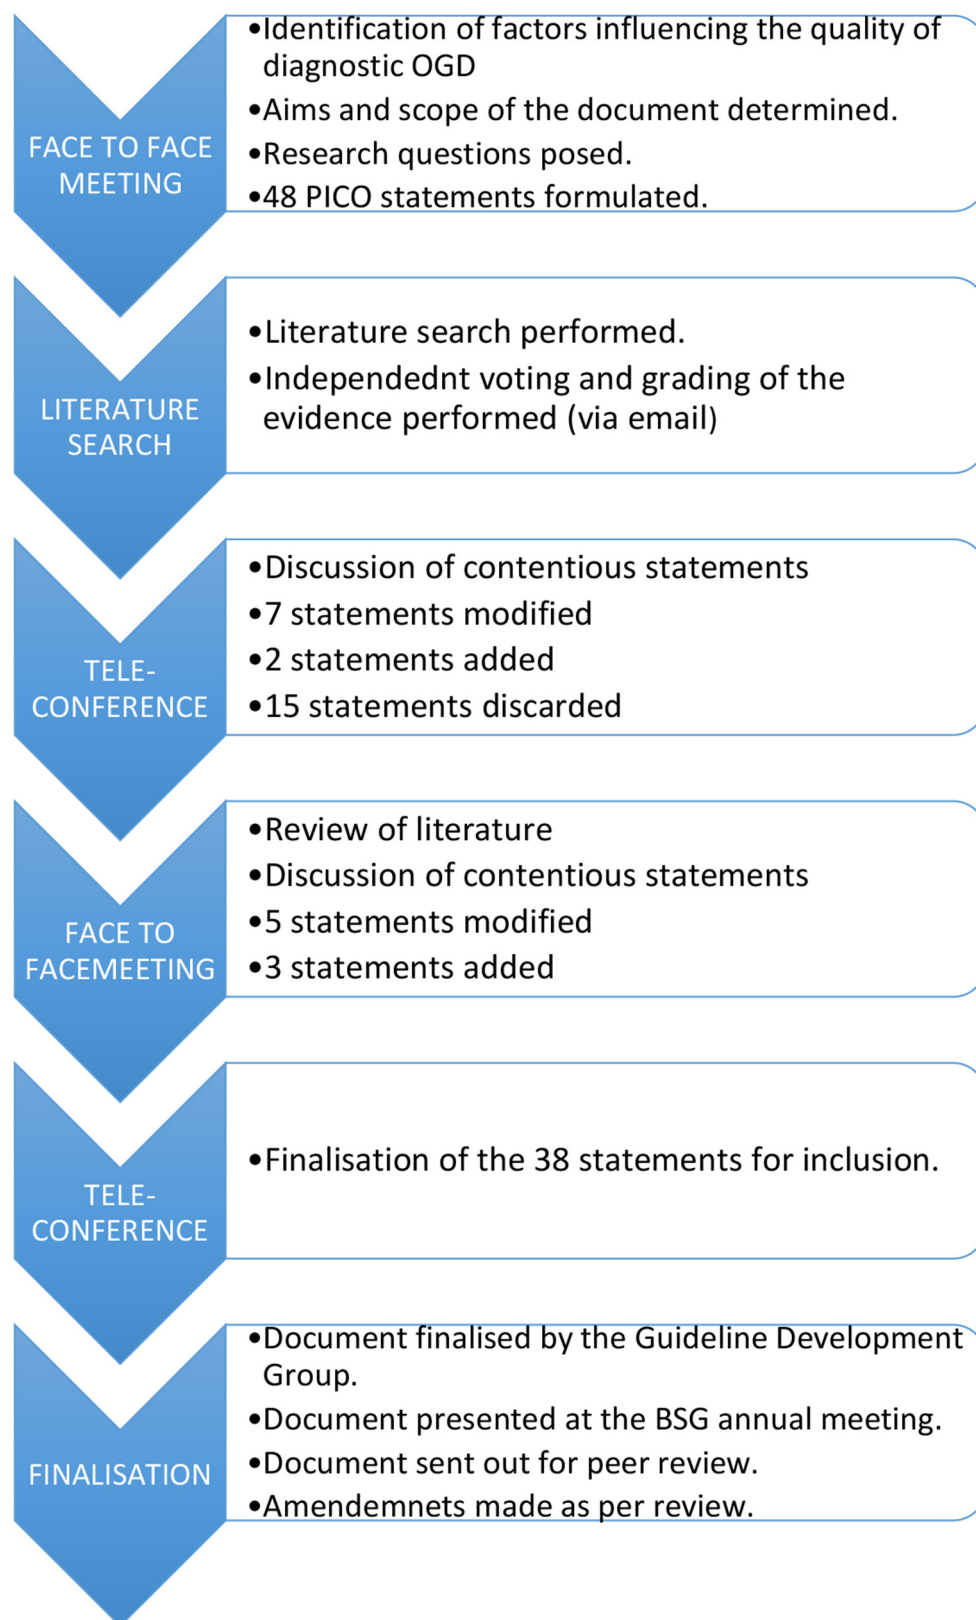 FACE TO FACE
MEETING
•Identification of factors influencing the quality of
diagnostic OGD
•Aims and scope of the document determined.
•Research questions posed.
•48 PICO statements formulated.
LITERATURE
SEARCH
•Literature search performed.
•Independednt voting and grading of the
evidence performed (via email)
TELE-
CONFERENCE
•Discussion of contentious statements
•7 statements modified
•2 statements added
•15 statements discarded
FACE TO
FACEMEETING
•Review of literature
•Discussion of contentious statements
•5 statements modified
•3 statements added
TELE-
CONFERENCE
•Finalisation of the 38 statements for inclusion.
FINALISATION
•Document finalised by the Guideline Development
Group.
•Document presented at the BSG annual meeting.
•Document sent out for peer review.
•Amendemnets made as per review.